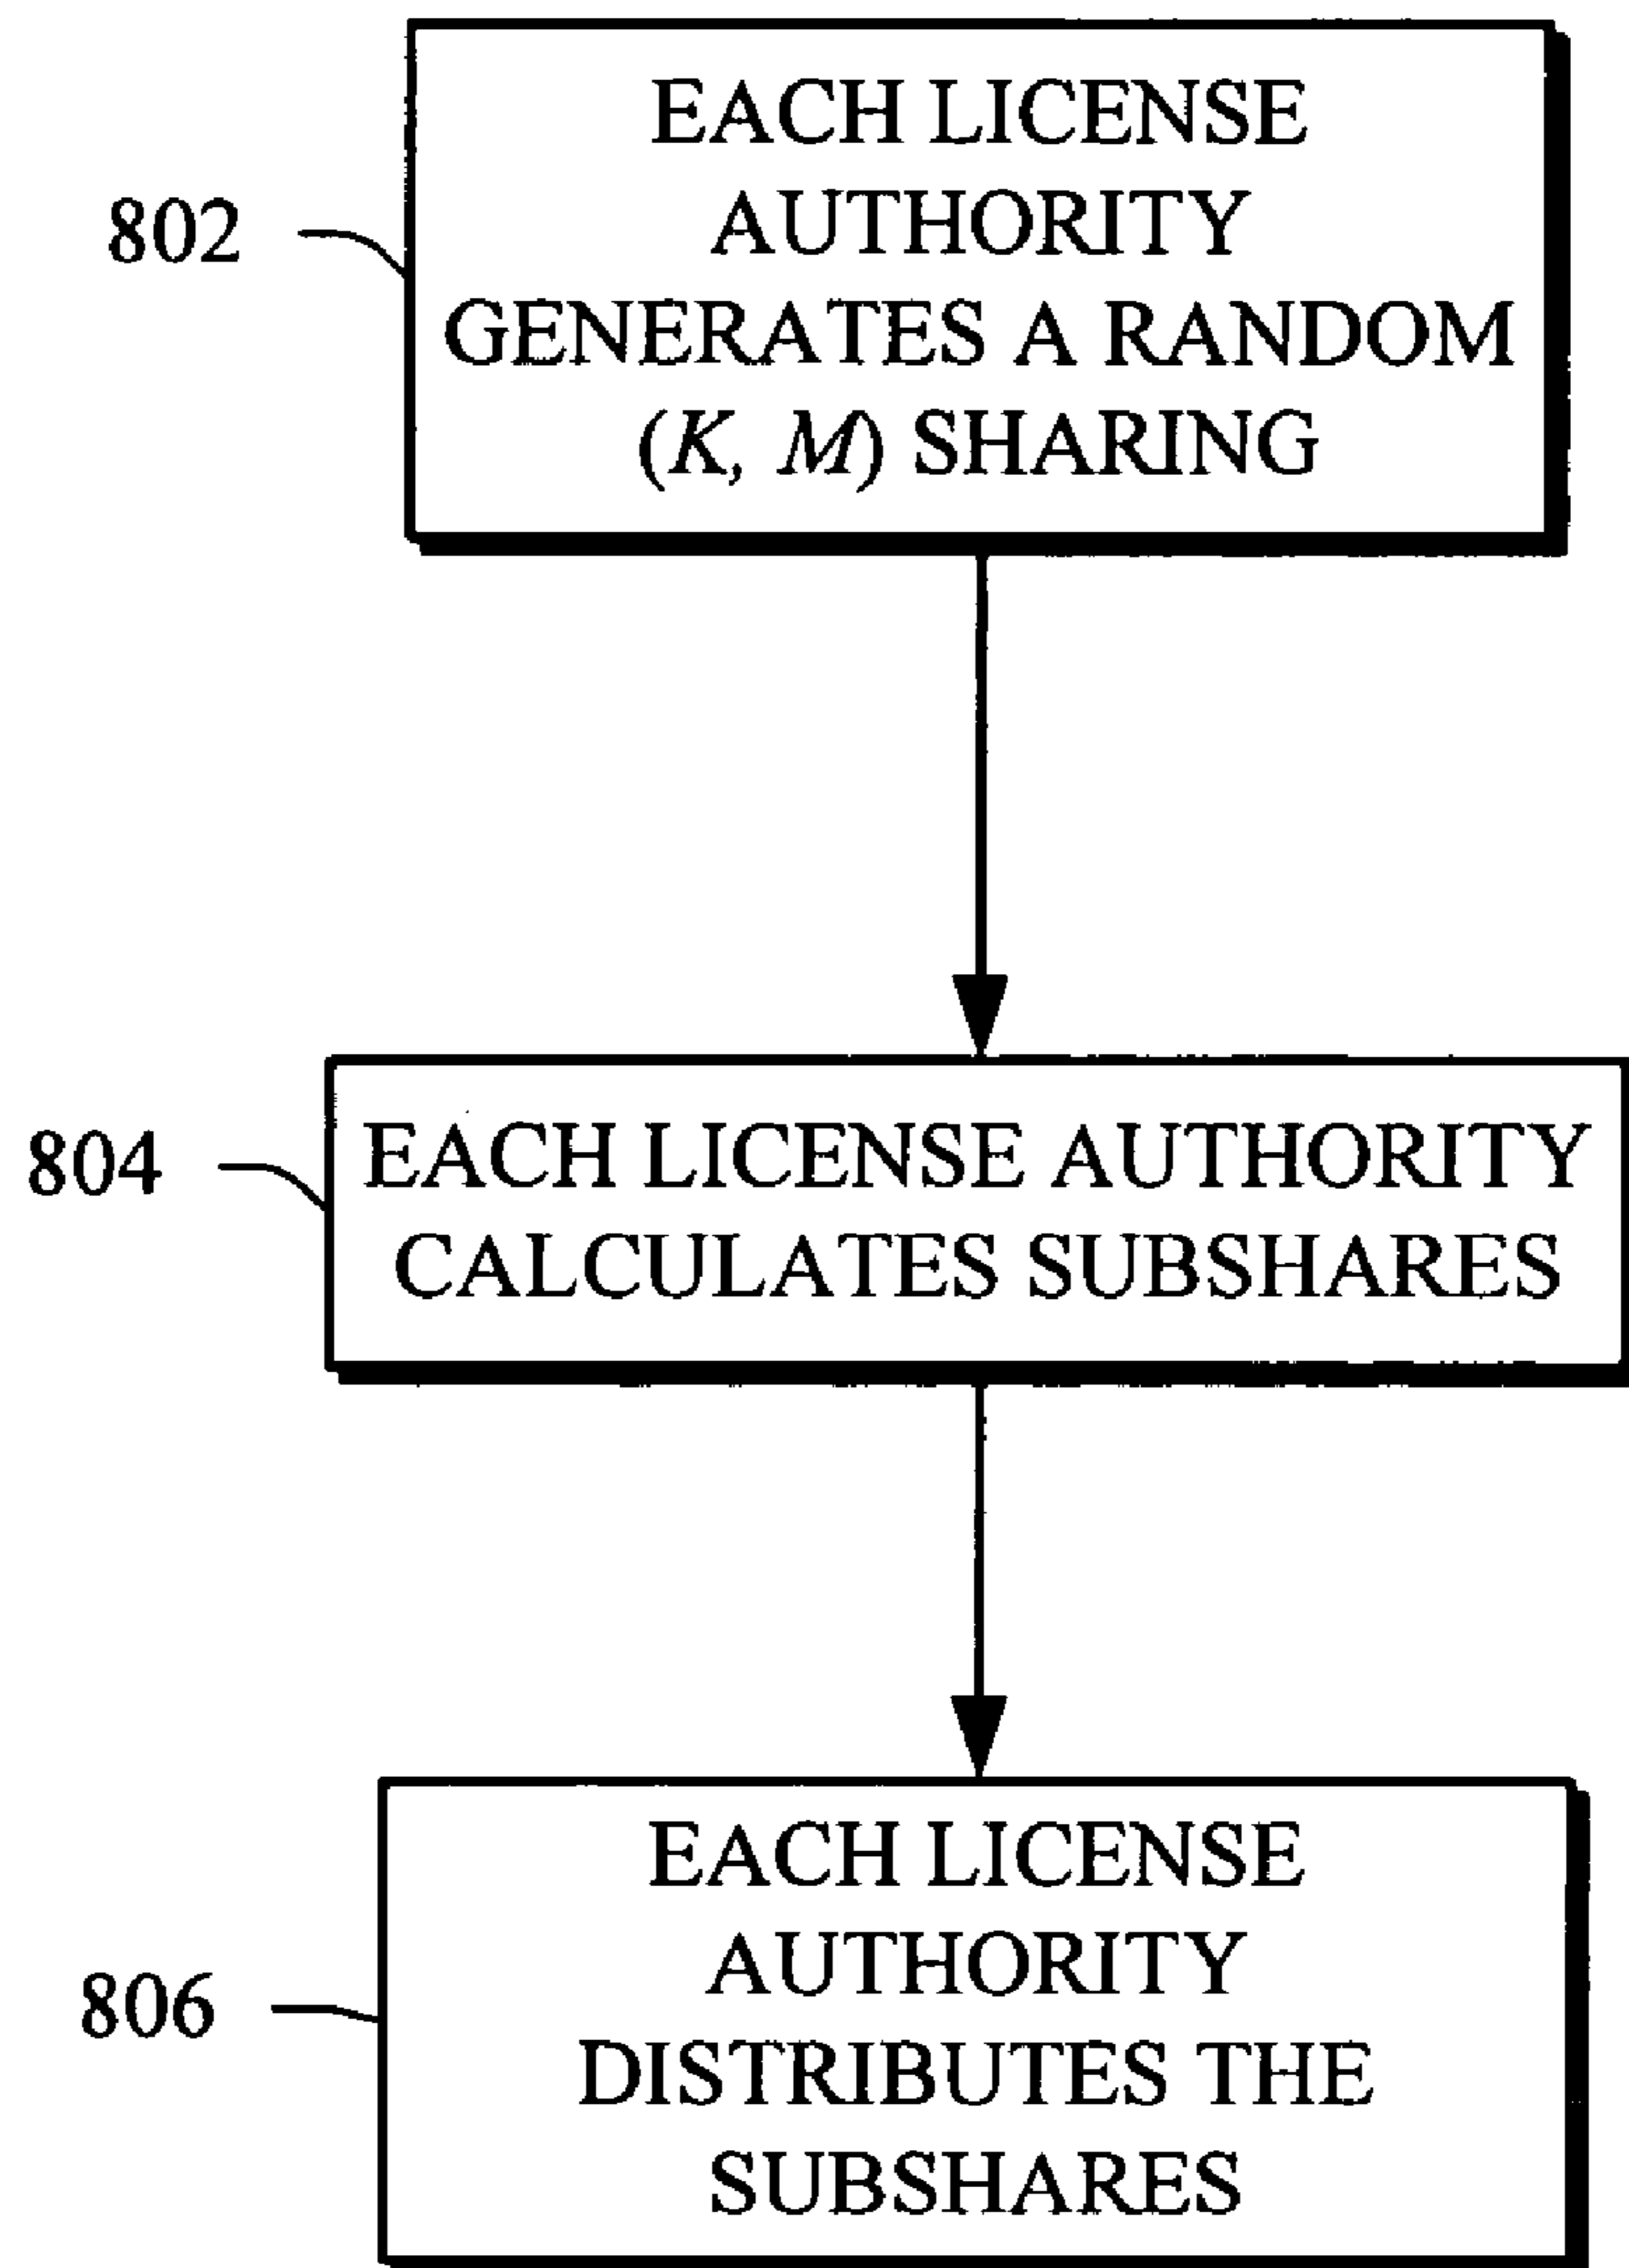 EACH LICENSE
AUTHORITY
GENERATES A RANDOM
(K, M) SHARING
802
EACH LICENSE AUTHORITY
CALCULATES SUBSHARES
804
EACH LICENSE
AUTHORITY
DISTRIBUTES THE
SUBSHARES
806